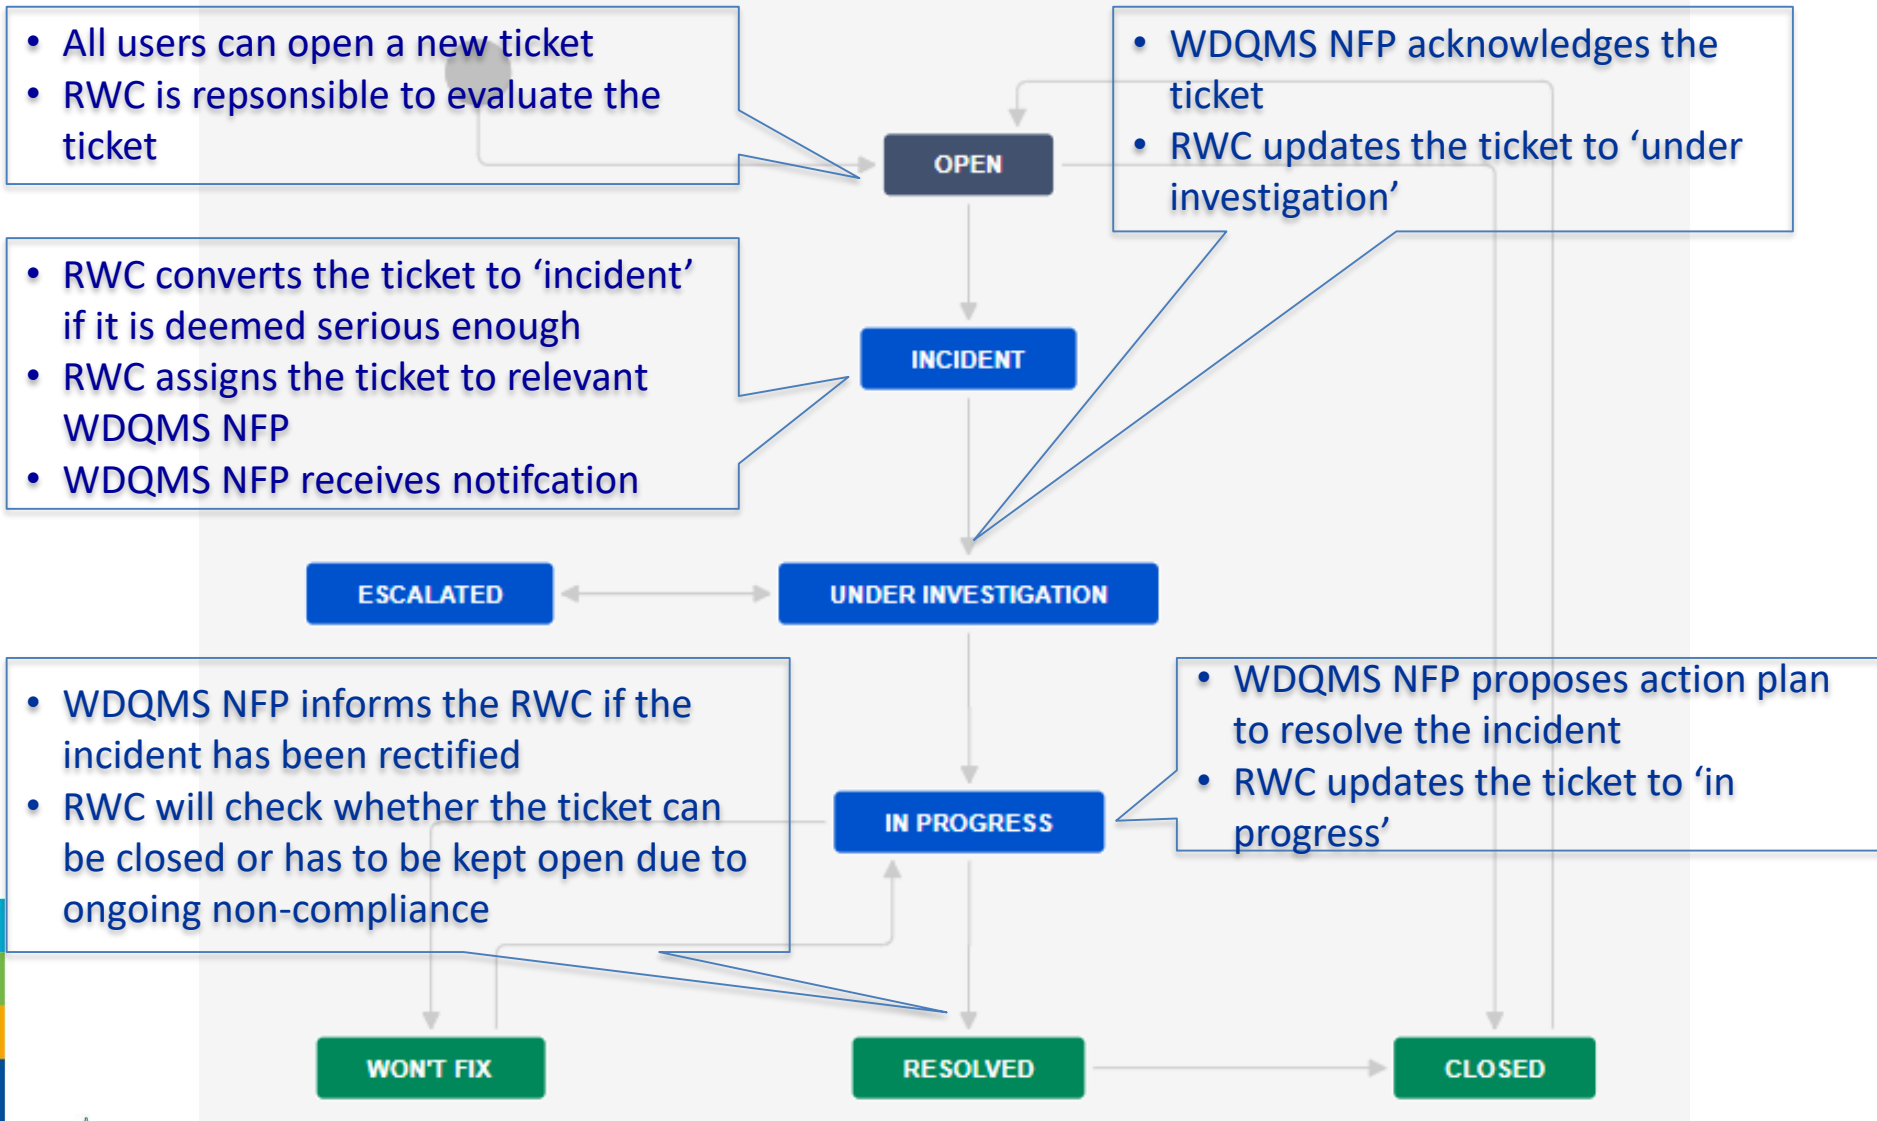 • All users can open a new ticket
• RWC is repsonsible to evaluate the
ticket
• WDQMS NFP acknowledges the
ticket
• RWC updates the ticket to ‘under
investigation’
OPEN
• RWC converts the ticket to ‘incident’
if it is deemed serious enough
• RWC assigns the ticket to relevant
WDQMS NFP
• WDQMS NFP receives notifcation
INCIDENT
ESCALATED
UNDER INVESTIGATION
• WDQMS NFP informs the RWC if the
incident has been rectified
• RWC will check whether the ticket can
be closed or has to be kept open due to
ongoing non-compliance
• WDQMS NFP proposes action plan
to resolve the incident
• RWC updates the ticket to ‘in
progress’
IN PROGRESS
WON'T FIX
RESOLVED
CLOSED